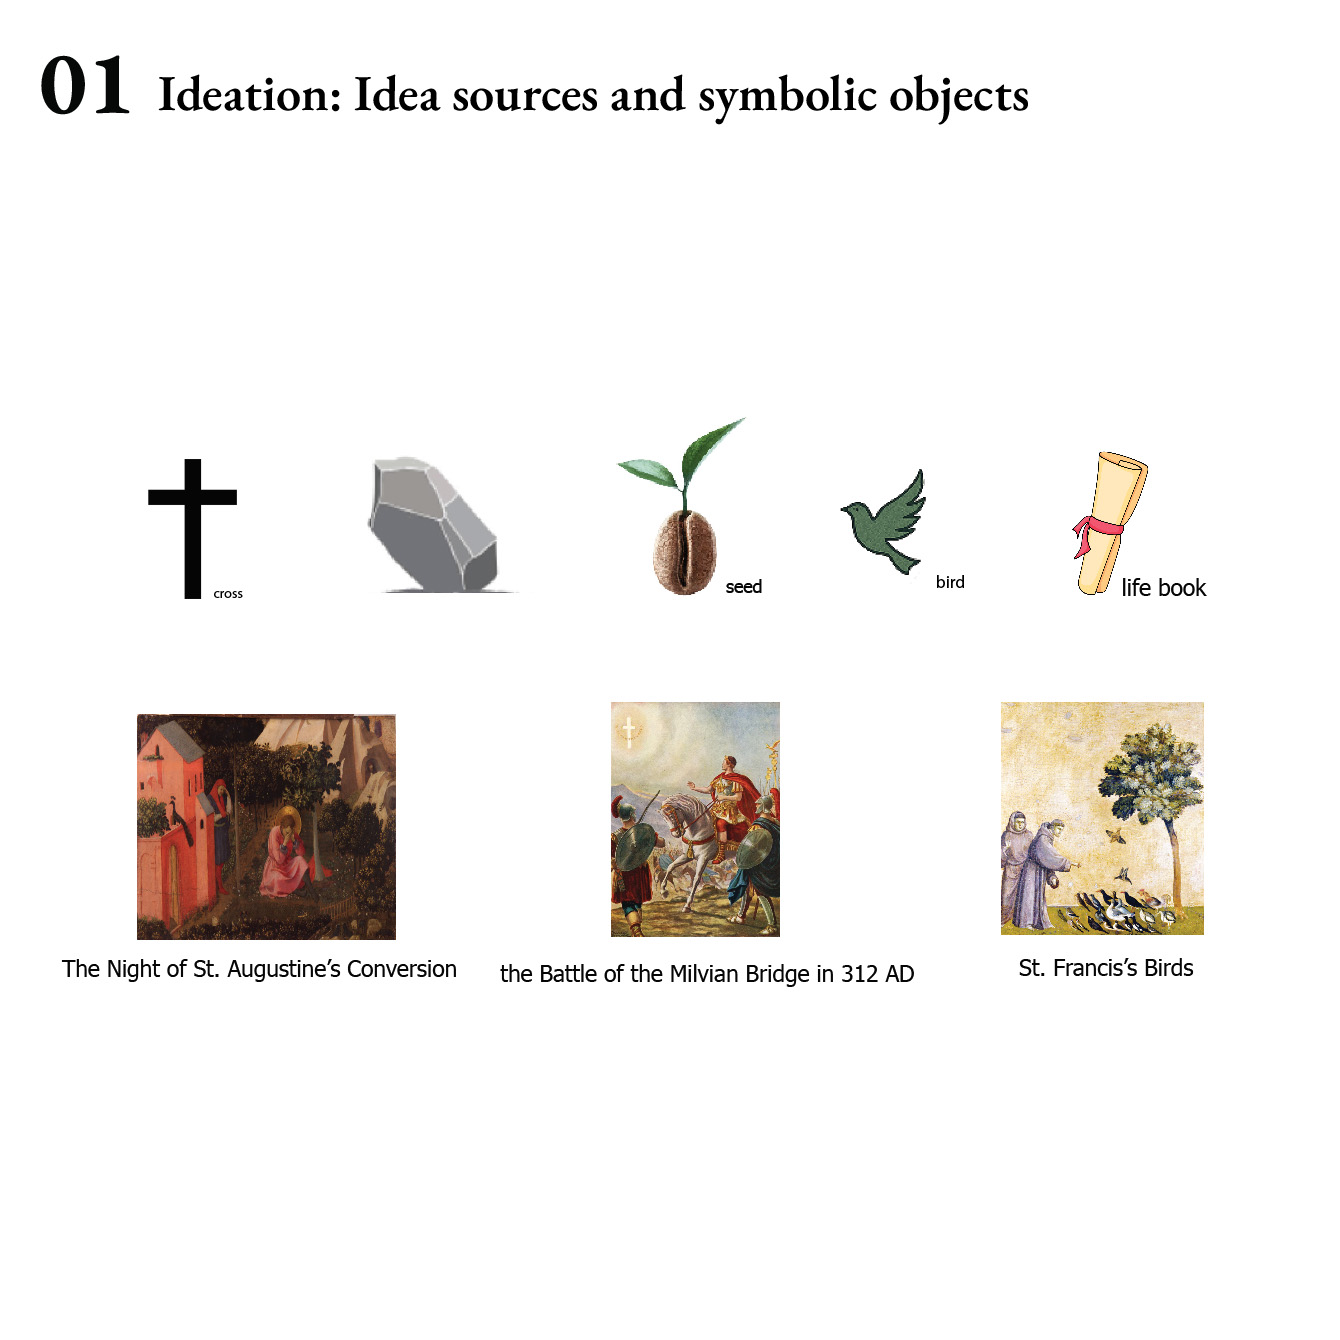 01 Ideation: Idea sources and symbolic objects
cross
seed
bird
life book
The Night of St. Augustine’s Conversion
the Battle of the Milvian Bridge in 312 AD
St. Francis’s Birds